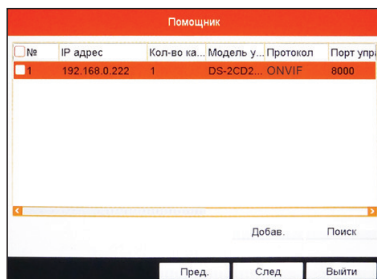 Помощник
№ IP адрес Кол-во ка... Модель у... Протокол Порт упра
1 192.168.0.222 1 DS-2CD2... ONVIF 8000
Добав. Поиск
Пред. След Выйти